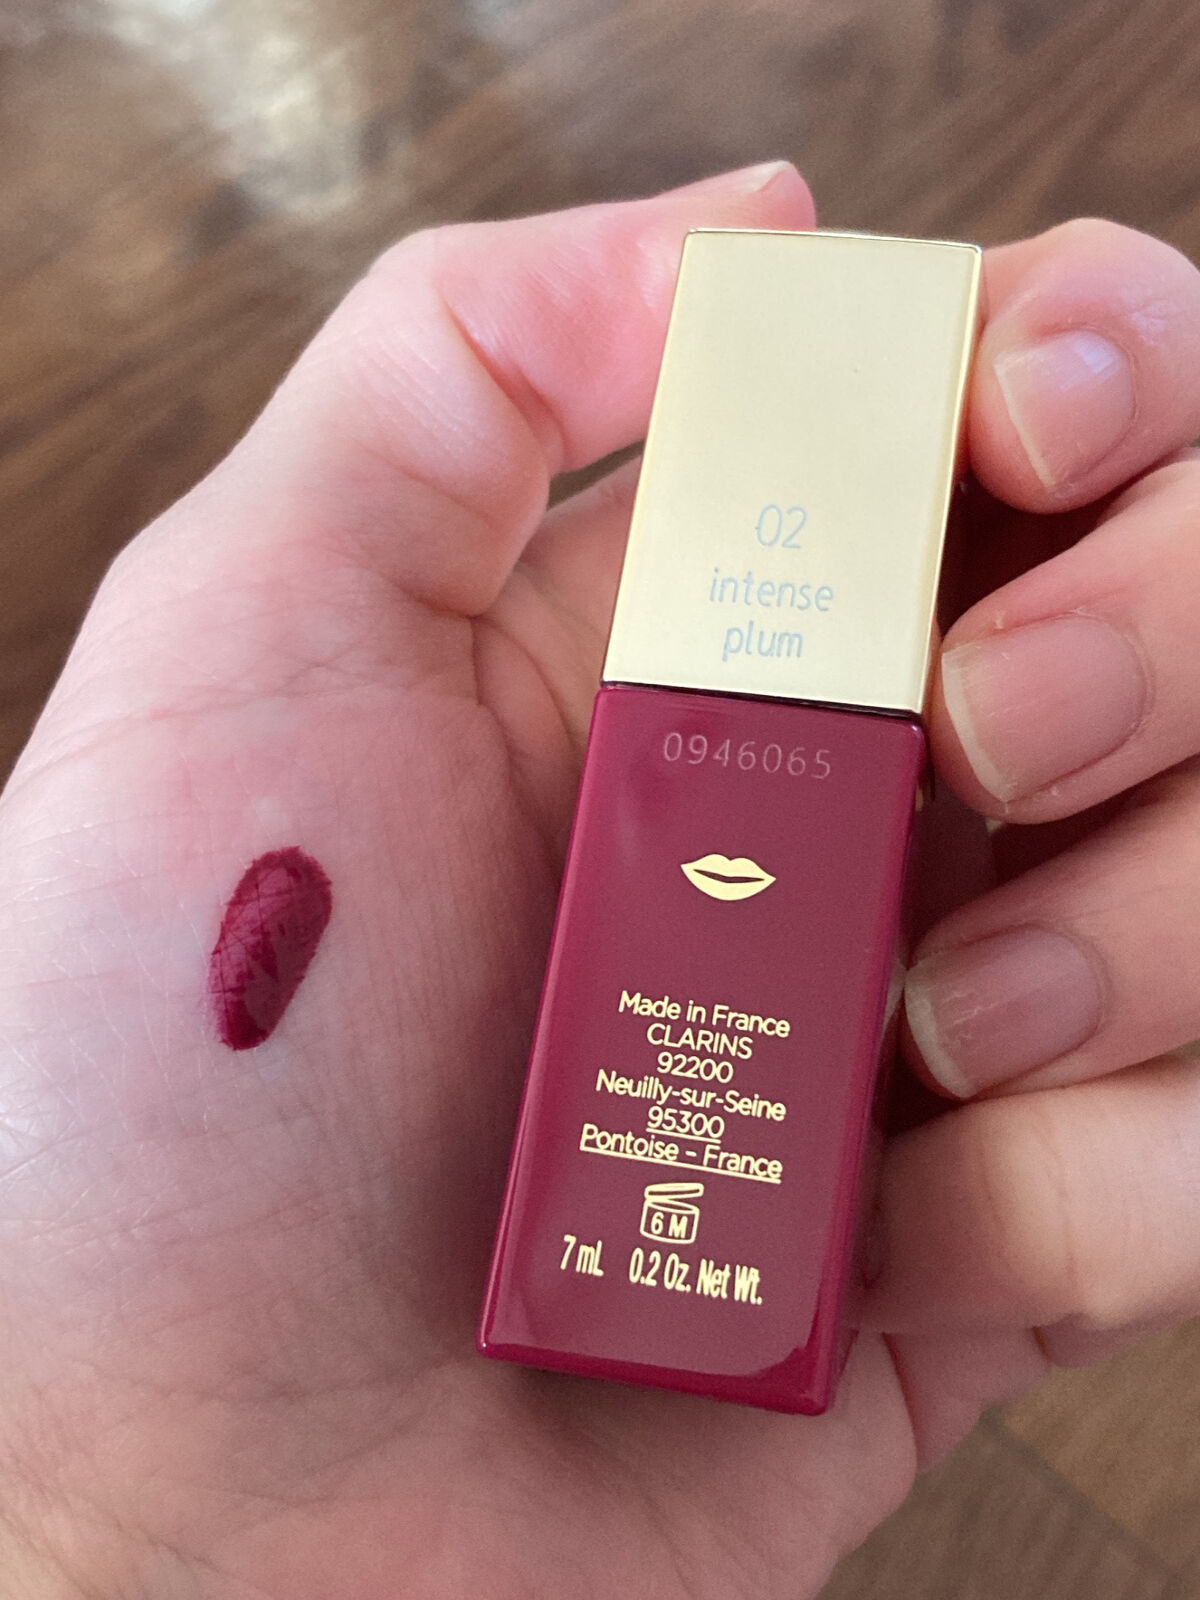 02
intense
plum
0946065
Made in France
CLARINS
92200
Neuilly-sur-Seine
95300
Pontoise - France
6 M
7 mL 0.2 Oz. Net Wt.